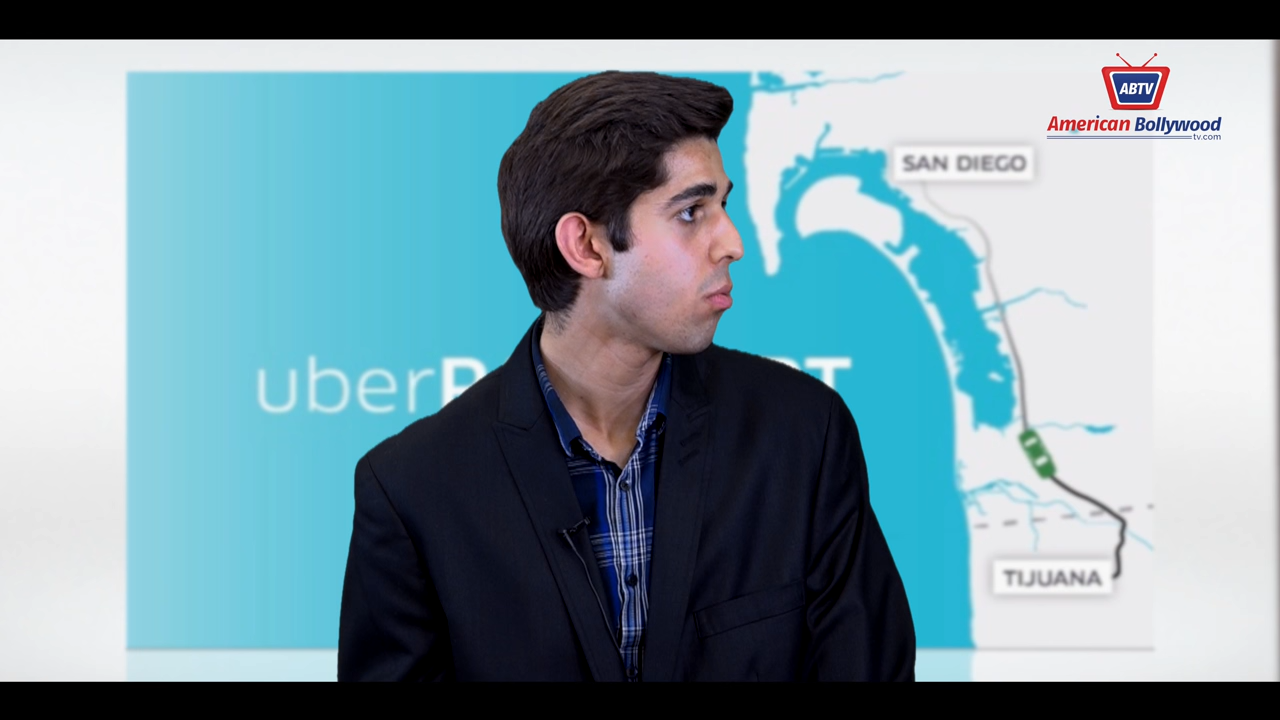 ABTV
American Bollywood
tv.com
SAN DIEGO
uber
TIJUANA